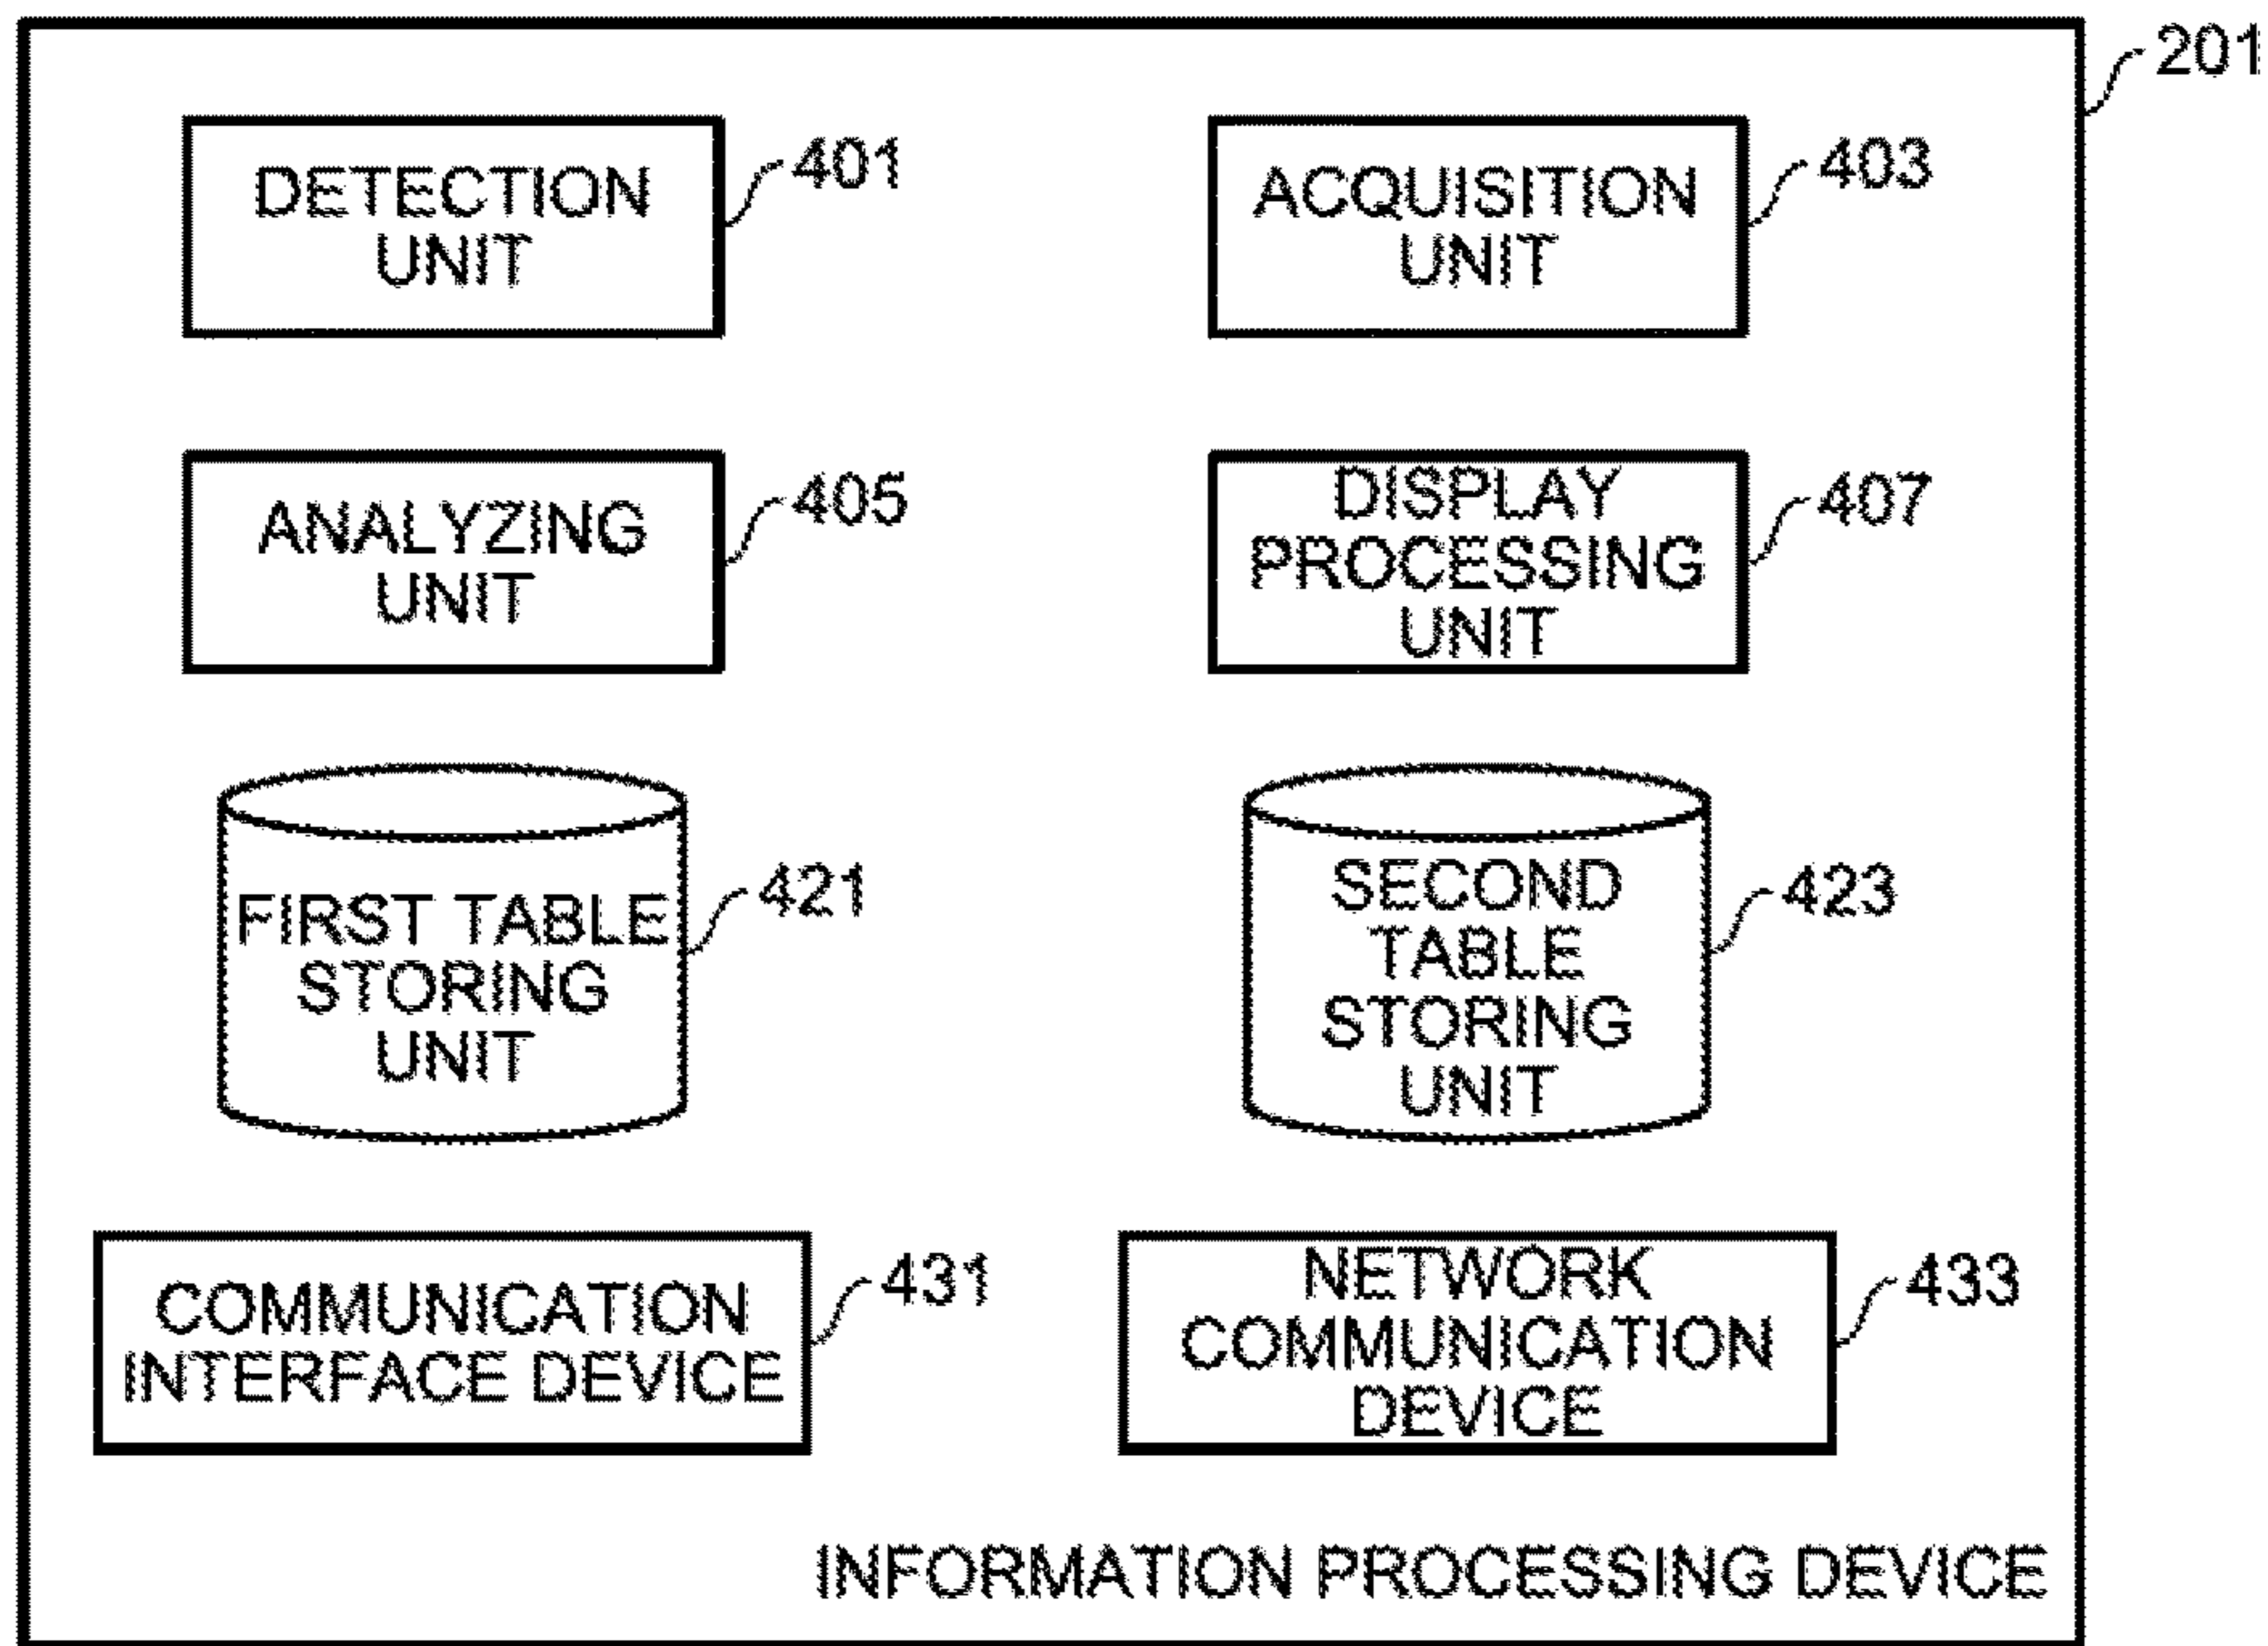 201
DETECTION
UNIT
401
ACQUISITION
UNIT
403
ANALYZING
UNIT
405
DISPLAY
PROCESSING
UNIT
407
FIRST TABLE
STORING
UNIT
421
SECOND
TABLE
STORING
UNIT
423
COMMUNICATION
INTERFACE DEVICE
431
NETWORK
COMMUNICATION
DEVICE
433
INFORMATION PROCESSING DEVICE